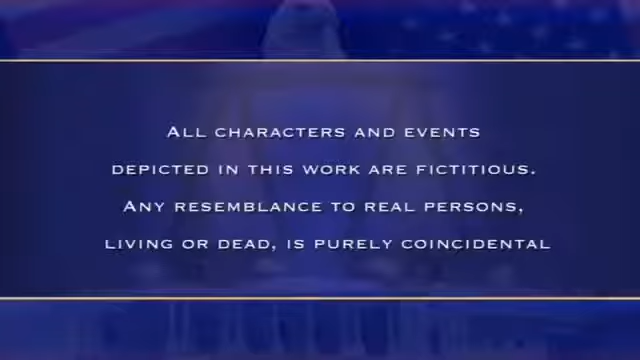 All characters and events
depicted in this work are fictitious.
Any resemblance to real persons,
living or dead, is purely coincidental